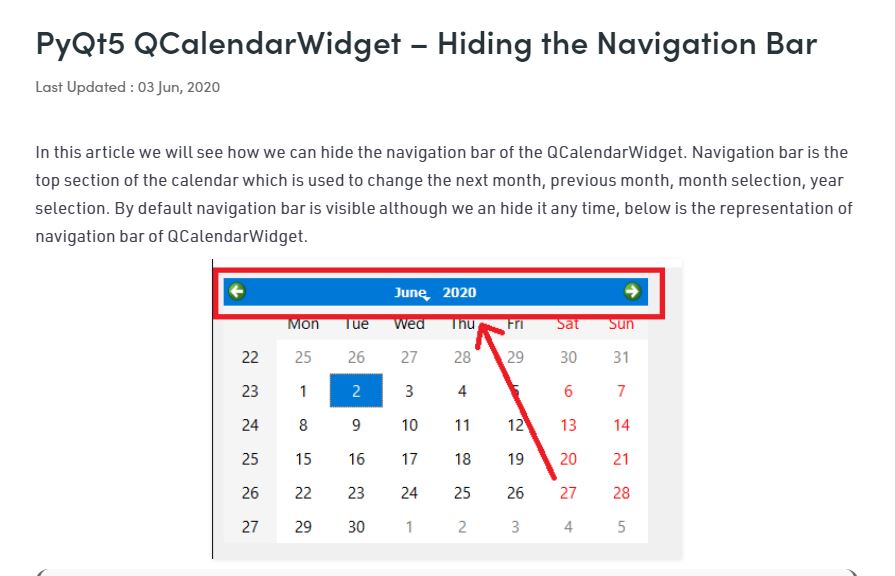 PyQt5 QCalendarWidget – Hiding the Navigation Bar
Last Updated : 03 Jun, 2020
In this article we will see how we can hide the navigation bar of the QCalendarWidget. Navigation bar is the
top section of the calendar which is used to change the next month, previous month, month selection, year
selection. By default navigation bar is visible although we an hide it any time, below is the representation of
navigation bar of QCalendarWidget.
June 2020
Mon Tue Wed Thu Fri Sat Sun
22 25 26 27 28 29 30 31
23 1 2 3 4 5 6 7
24 8 9 10 11 12 13 14
25 15 16 17 18 19 20 21
26 22 23 24 25 26 27 28
27 29 30 1 2 3 4 5